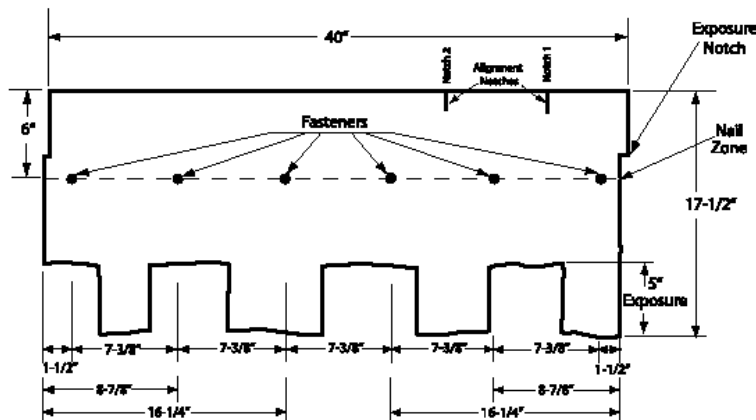 40"
Exposure
Notch
Notch 2
Alignment
Notches
Notch 1
6"
Fasteners
Nail
Zone
17-1/2"
5"
Exposure
7-3/8"
7-3/8"
7-3/8"
7-3/8"
7-3/8"
1-1/2"
1-1/2"
8-7/8"
8-7/8"
16-1/4"
16-1/4"